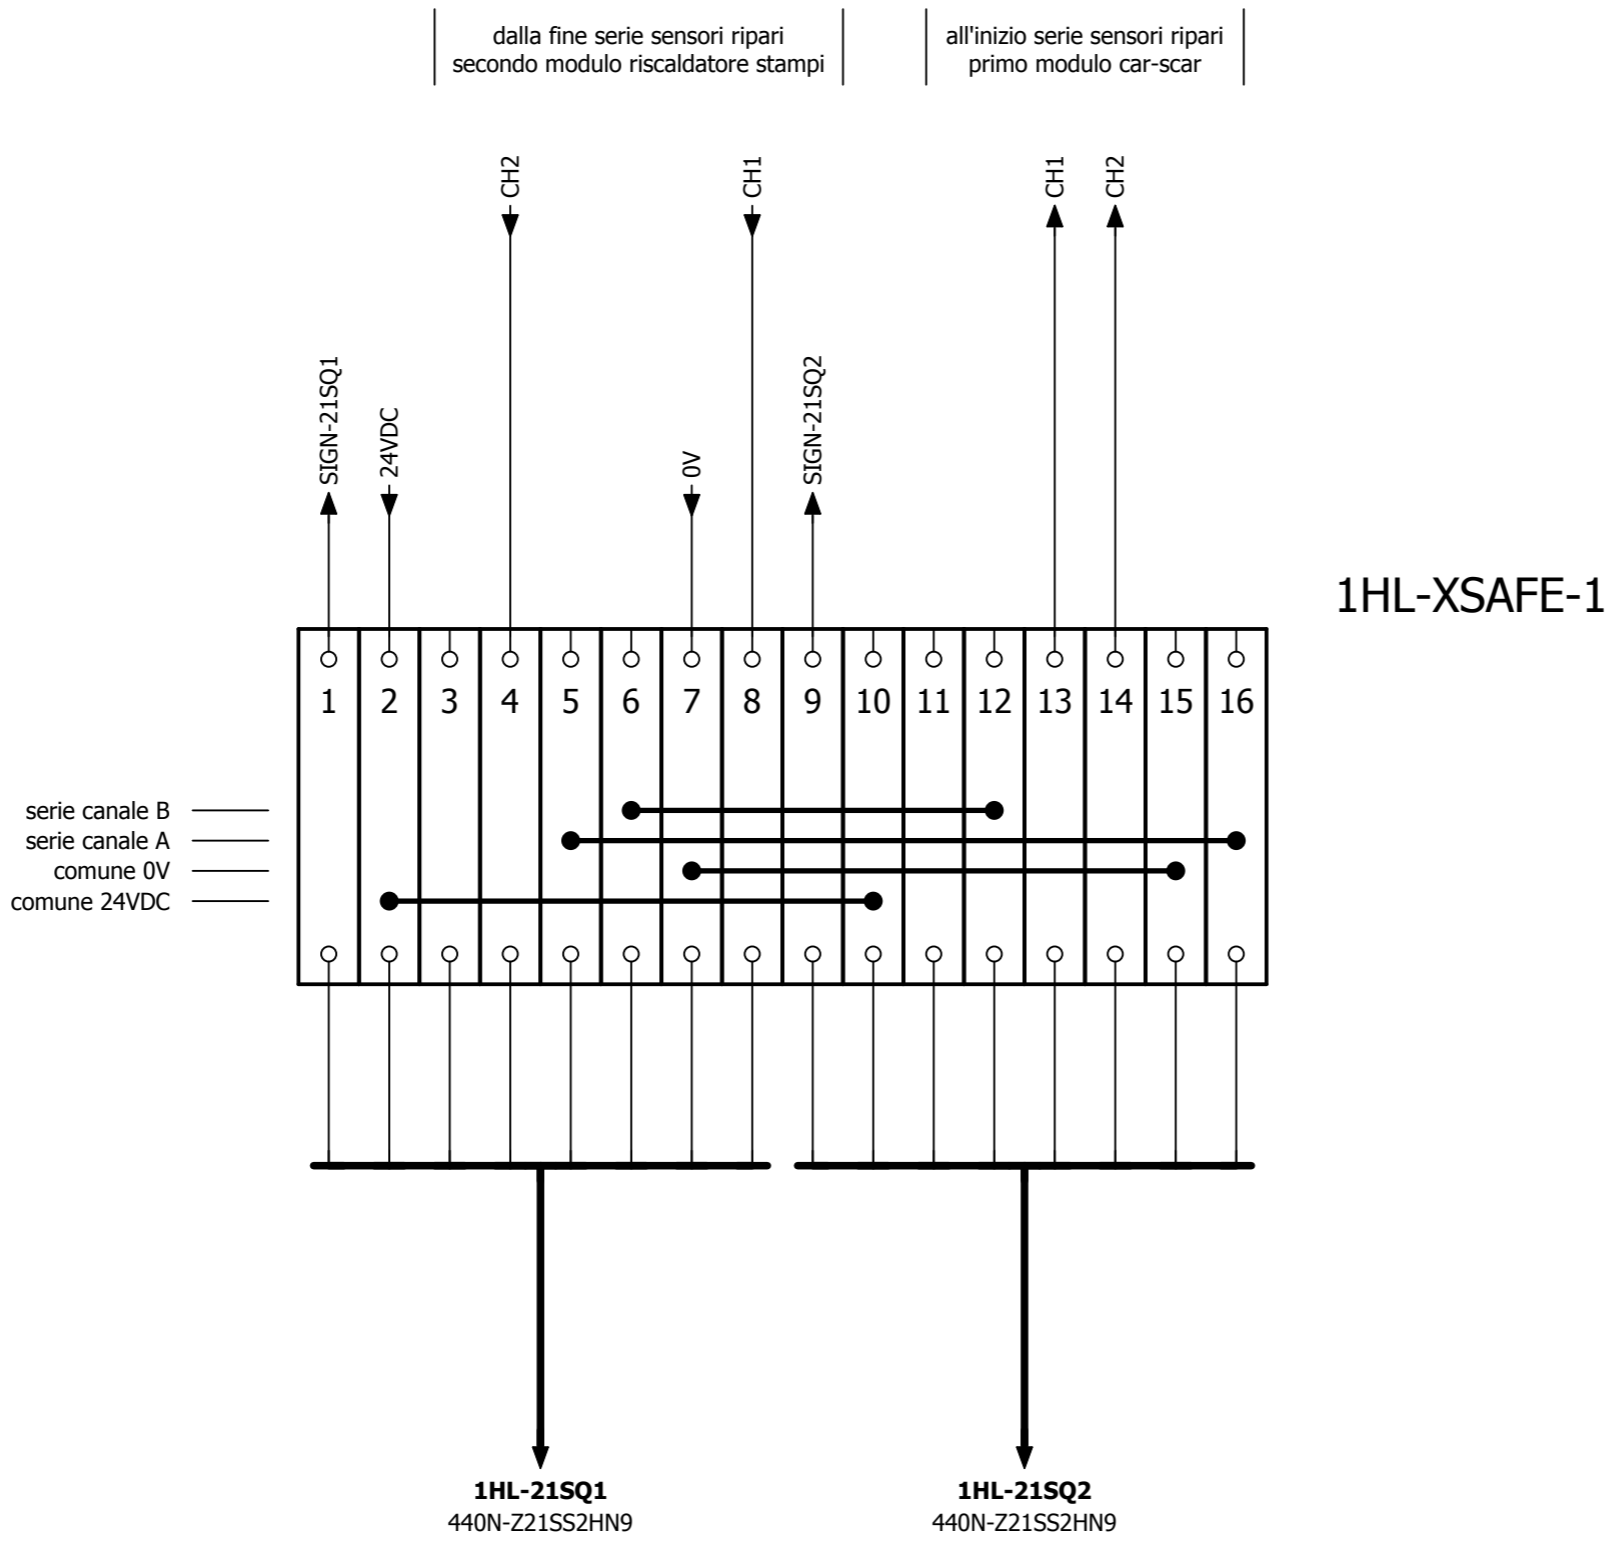 dalla fine serie sensori ripari
secondo modulo riscaldatore stampi
all'inizio serie sensori ripari
primo modulo car-scar
CH2
CH1
CH1
CH2
SIGN-21SQ1
24VDC
0V
SIGN-21SQ2
1HL-XSAFE-1
1 2 3 4 5 6 7 8 9 10 11 12 13 14 15 16
serie canale B
serie canale A
comune 0V
comune 24VDC
1HL-21SQ1
440N-Z21SS2HN9
1HL-21SQ2
440N-Z21SS2HN9